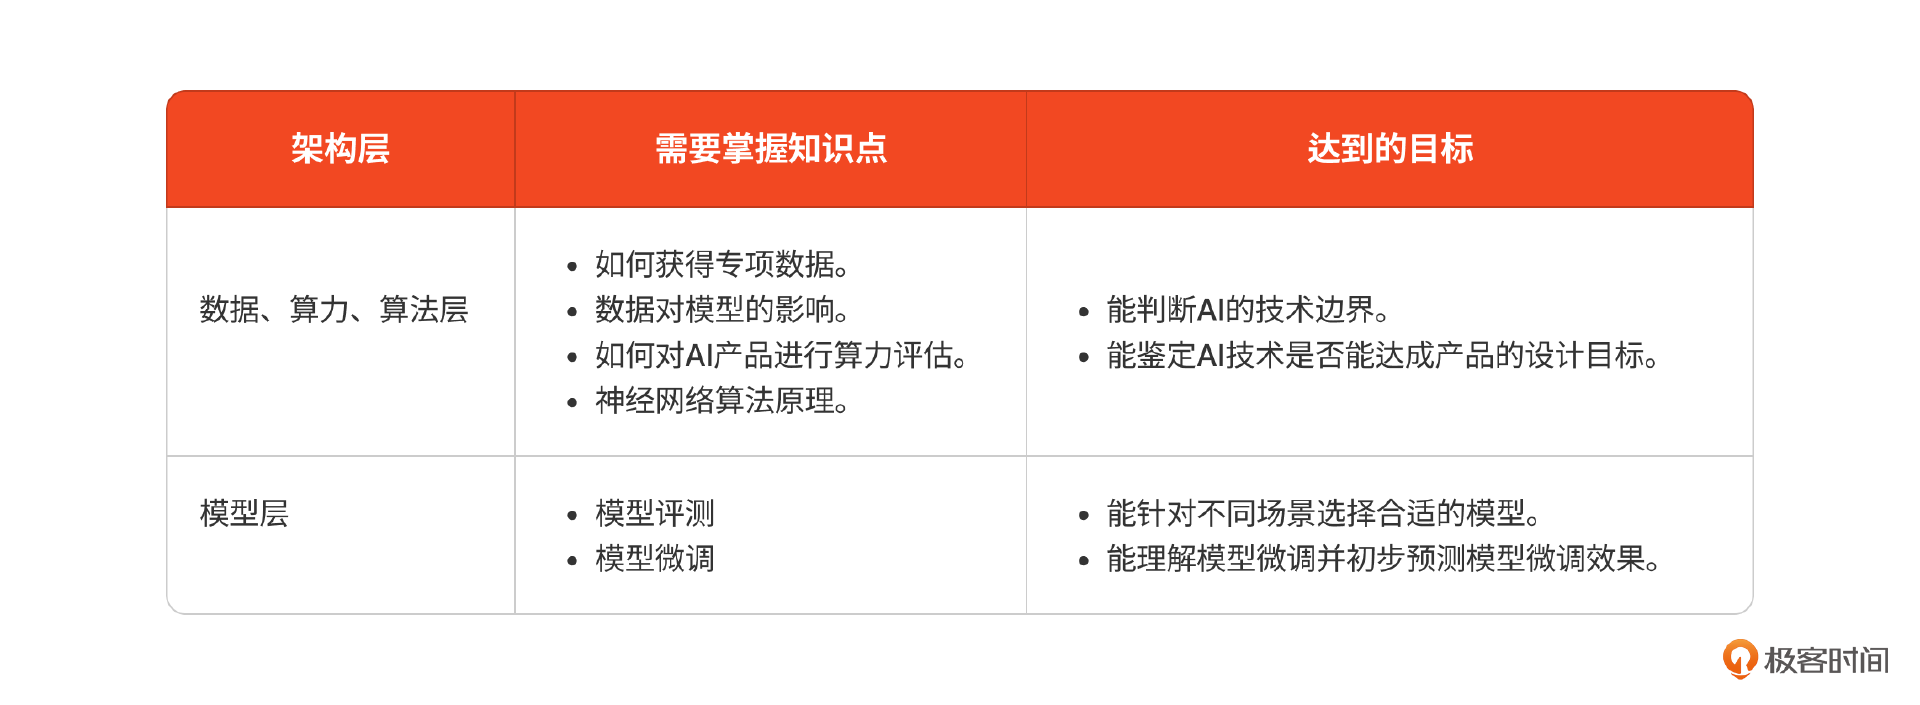 架构层
需要掌握知识点
达到的目标
数据、算力、算法层
如何获得专项数据。
数据对模型的影响。
如何对AI产品进行算力评估。
神经网络算法原理。
能判断AI的技术边界。
能鉴定AI技术是否能达成产品的设计目标。
模型层
模型评测
模型微调
能针对不同场景选择合适的模型。
能理解模型微调并初步预测模型微调效果。
极客时间